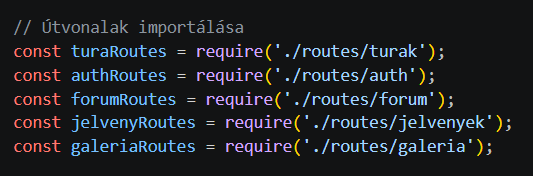 // Útvonalak importálása
const turaRoutes = require('./routes/turak');
const authRoutes = require('./routes/auth');
const forumRoutes = require('./routes/forum');
const jelvenyRoutes = require('./routes/jelvenyek');
const galeriaRoutes = require('./routes/galeria');